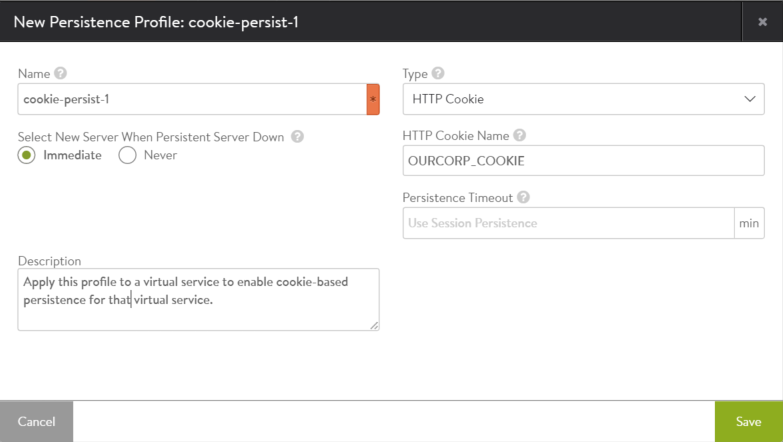 New Persistence Profile: cookie-persist-1
Name
cookie-persist-1 *
Select New Server When Persistent Server Down
Immediate Never
Description
Apply this profile to a virtual service to enable cookie-based
persistence for that virtual service.
Type
HTTP Cookie
HTTP Cookie Name
OURCORP_COOKIE
Persistence Timeout
Use Session Persistence min
Cancel Save